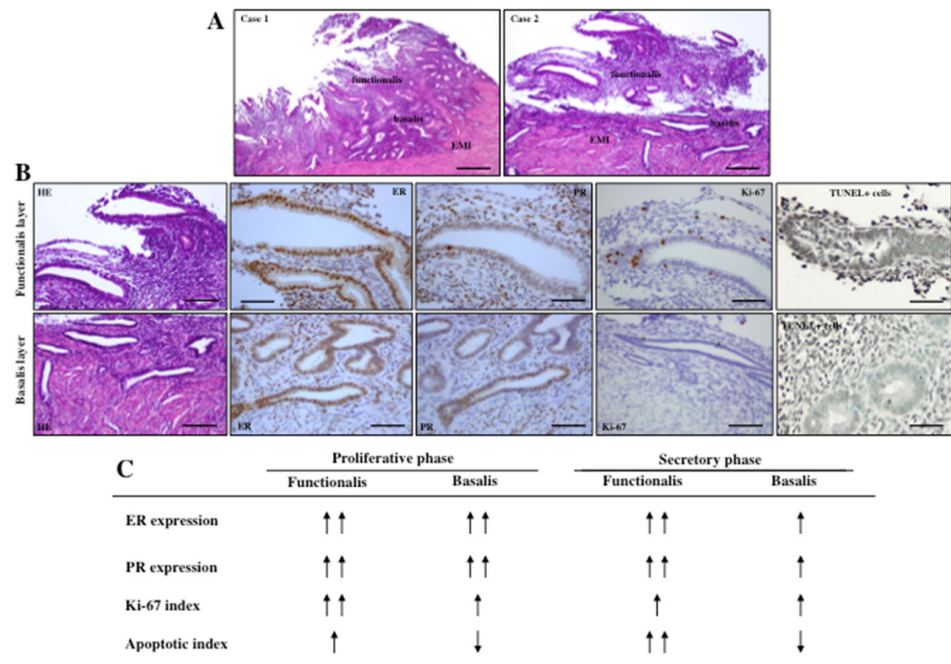 A
Case 1
functionalis
basalis
EMI
Case 2
functionalis
basalis
EMI
B
Functionalis layer
HE
ER
PR
Ki-67
TUNEL+ cells
Basalis layer
HE
ER
PR
Ki-67
TUNEL+ cells
C
Proliferative phase Secretory phase
Functionalis Basalis Functionalis Basalis
ER expression ↑↑ ↑↑ ↑↑ ↑
PR expression ↑↑ ↑↑ ↑↑ ↑
Ki-67 index ↑↑ ↑ ↑ ↑
Apoptotic index ↑ ↓ ↑↑ ↓